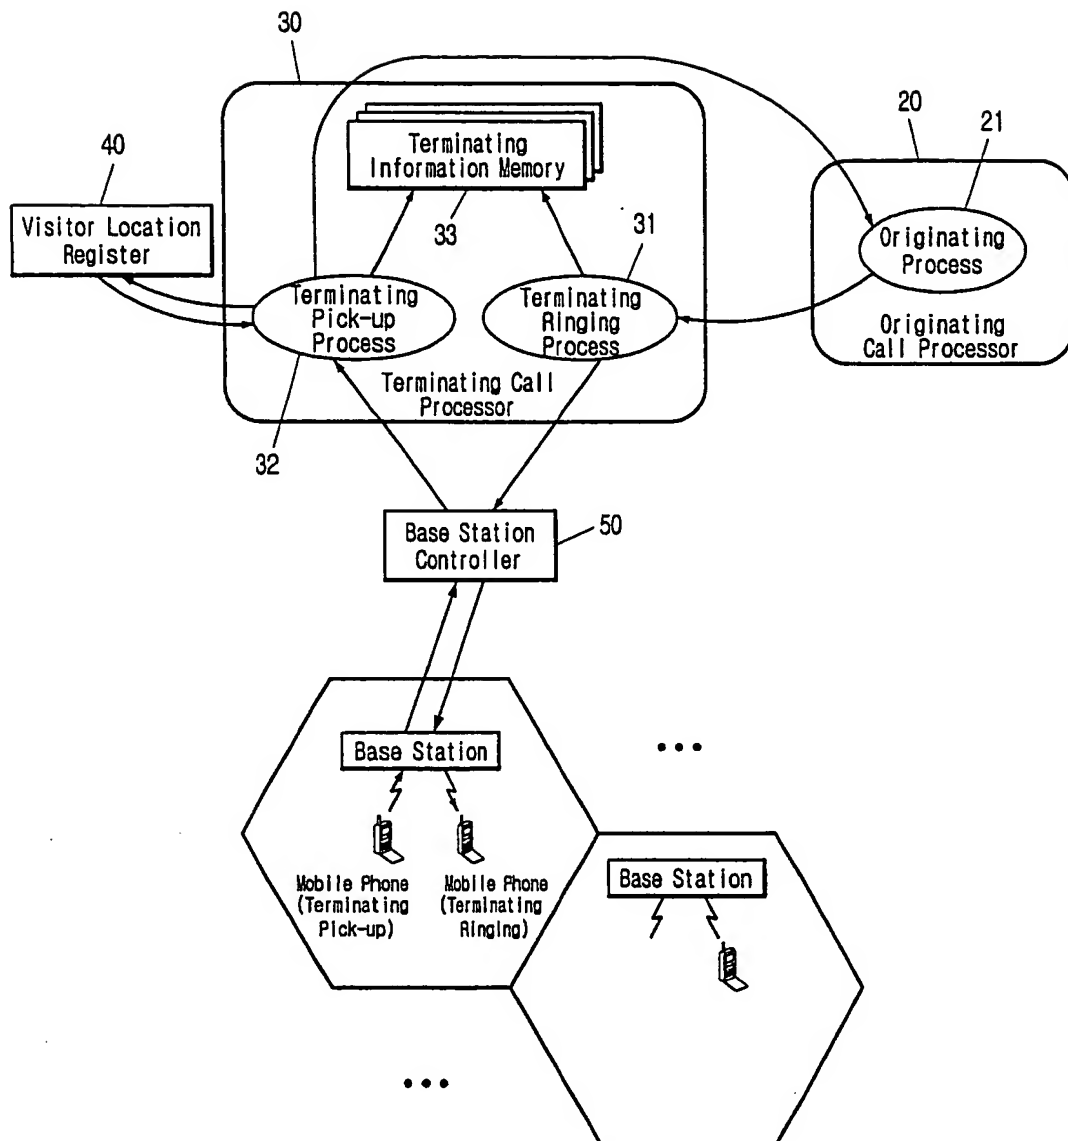 30
Terminating
Information Memory
20
21
40
Visitor Location
Register
33
31
Originating
Process
Terminating
Pick-up
Process
Terminating
Ringing
Process
Originating
Call Processor
Terminating Call
Processor
32
Base Station
Controller
50
Base Station
Mobile Phone
(Terminating
Pick-up)
Mobile Phone
(Terminating
Ringing)
Base Station